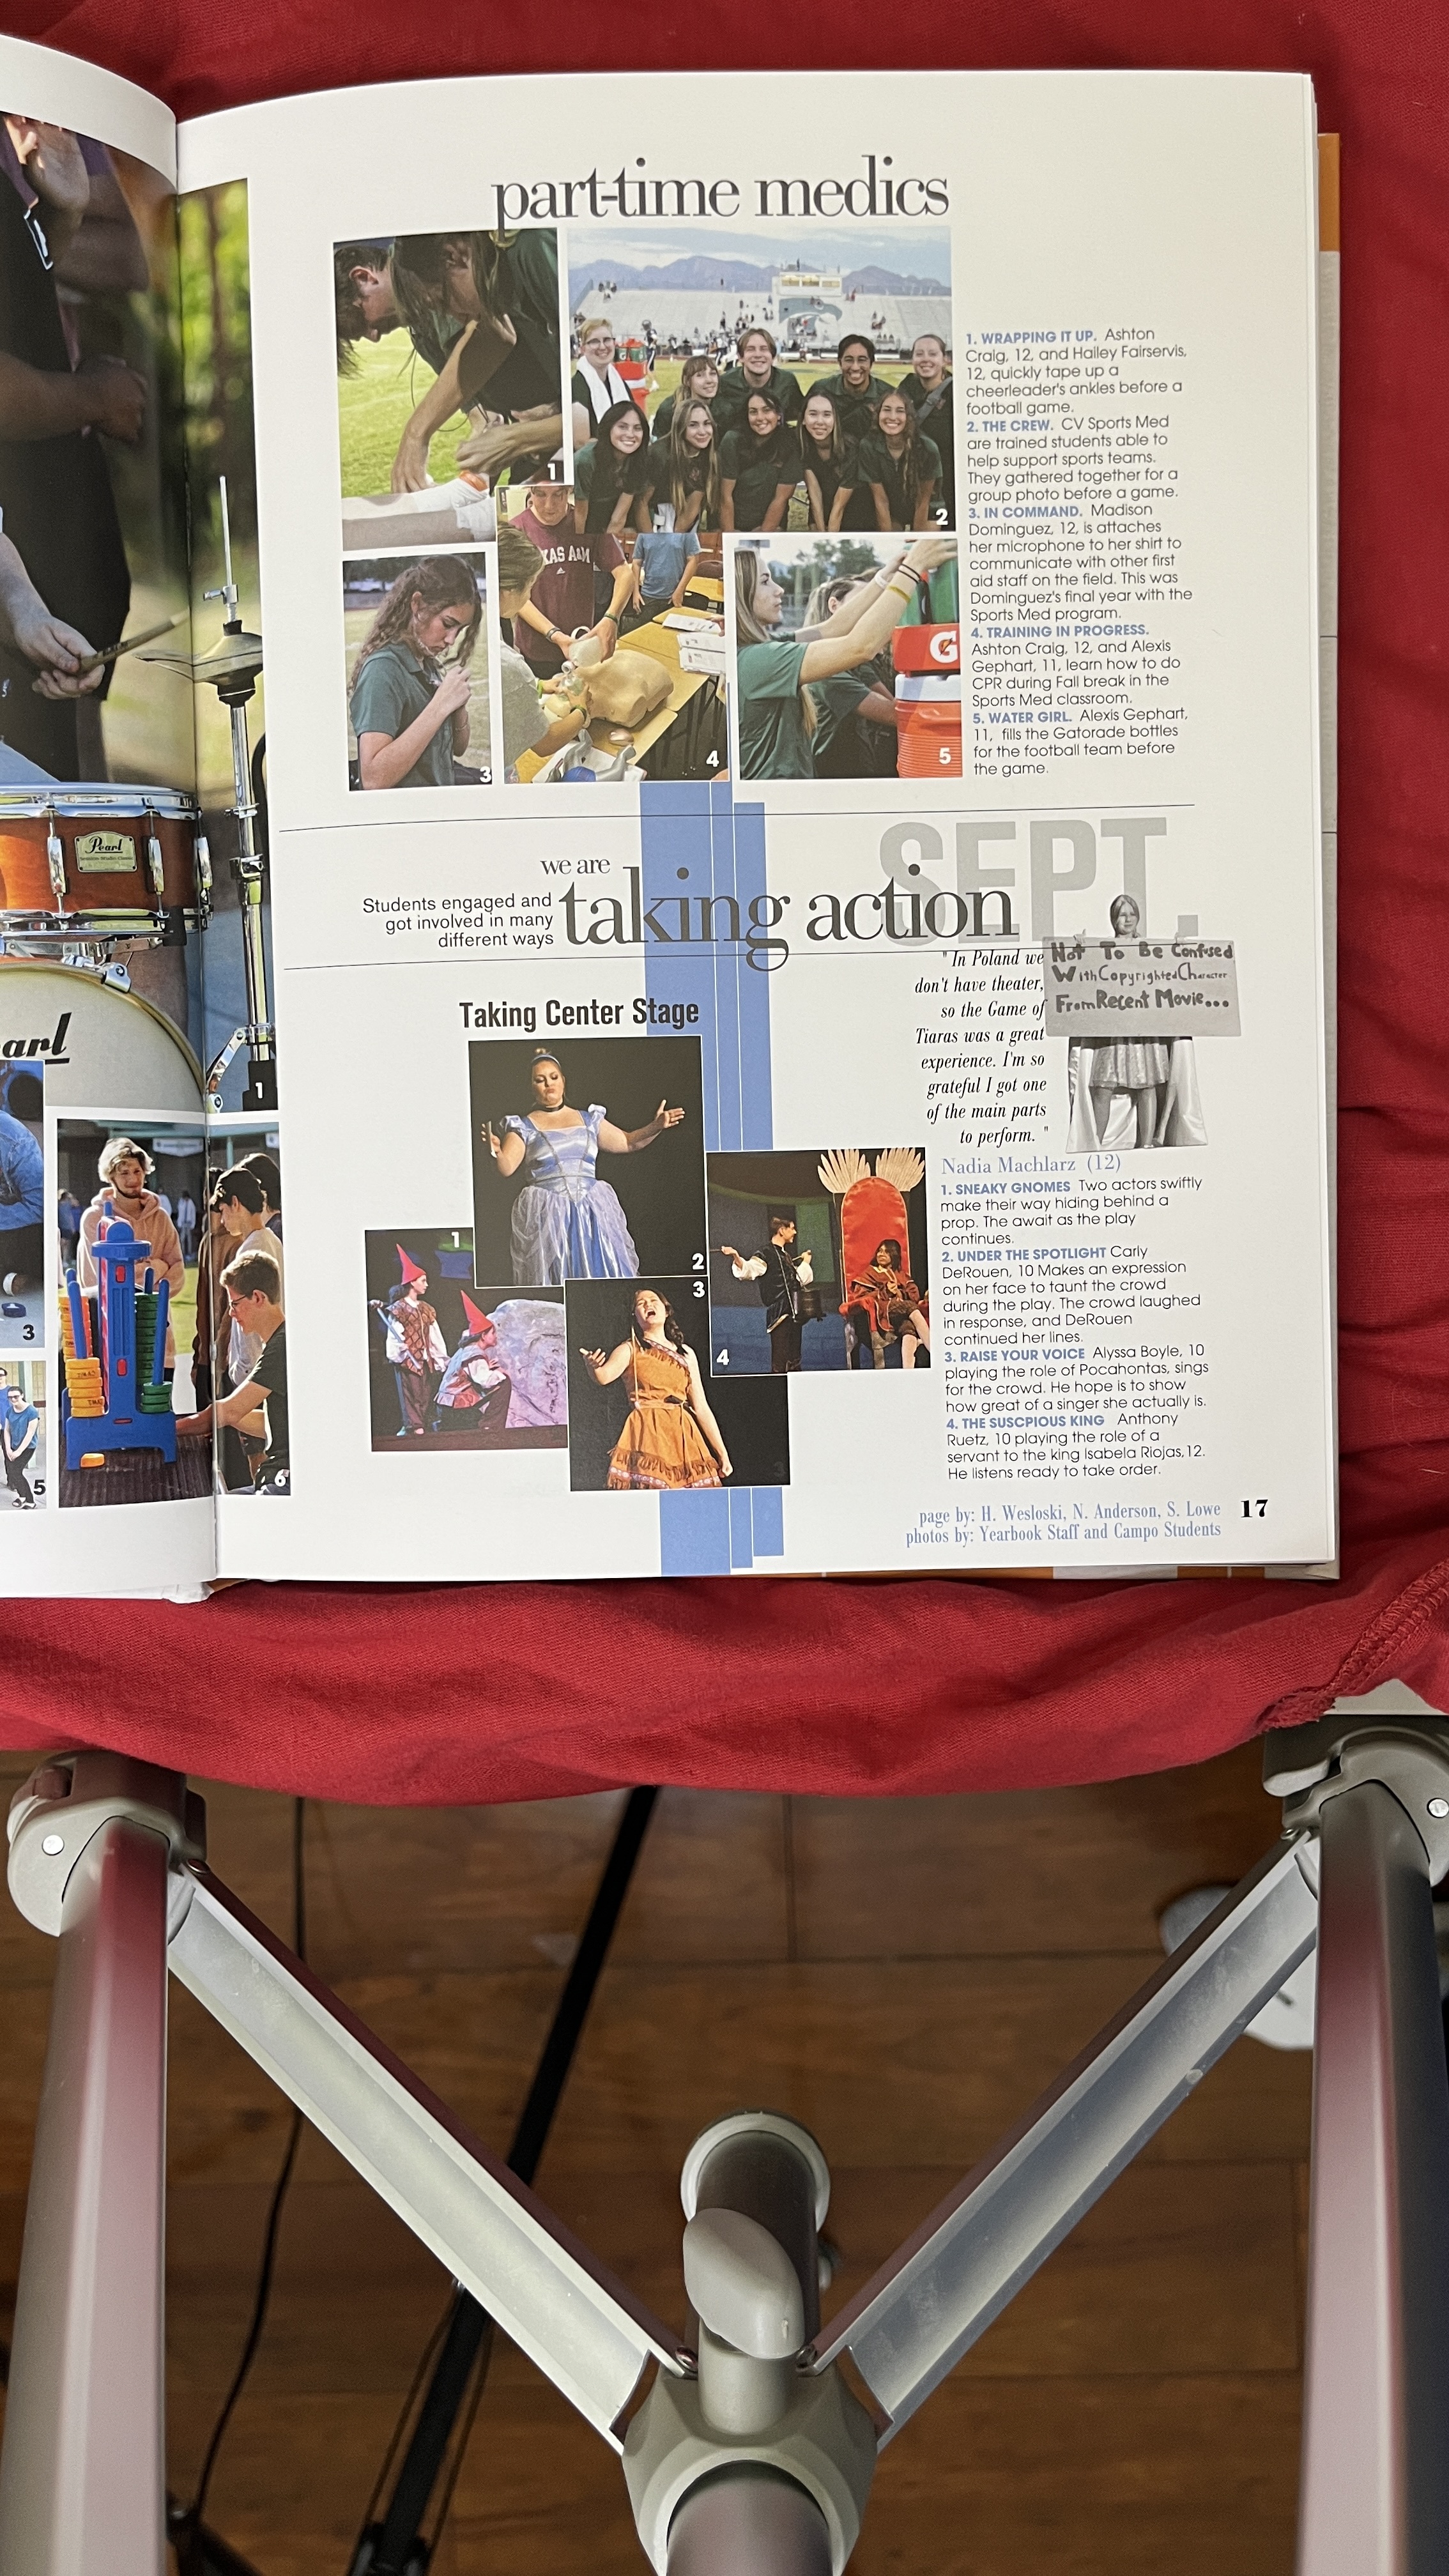 part-time medics
1
2
XAS A&M
3
4
G
5
1. WRAPPING IT UP. Ashton
Craig, 12, and Hailey Fairservis,
12, quickly tape up a
cheerleader's ankles before a
football game.
2. THE CREW. CV Sports Med
are trained students able to
help support sports teams.
They gathered together for a
group photo before a game.
3. IN COMMAND. Madison
Dominguez, 12, is attaches
her microphone to her shirt to
communicate with other first
aid staff on the field. This was
Dominguez's final year with the
Sports Med program.
4. TRAINING IN PROGRESS.
Ashton Craig, 12, and Alexis
Gephart, 11, learn how to do
CPR during Fall break in the
Sports Med classroom.
5. WATER GIRL. Alexis Gephart,
11, fills the Gatorade bottles
for the football team before
the game.
Pearl
arl
1
3
5
6
SEPT.
we are
taking action
Students engaged and
got involved in many
different ways
Not To Be Confused
With Copyrighted Character
From Recent Movie...
" In Poland we
don't have theater,
so the Game of
Tiaras was a great
experience. I'm so
grateful I got one
of the main parts
to perform. "
Nadia Machlarz (12)
Taking Center Stage
1
2
3
4
1. SNEAKY GNOMES Two actors swiftly
make their way hiding behind a
prop. The await as the play
continues.
2. UNDER THE SPOTLIGHT Carly
DeRouen, 10 Makes an expression
on her face to taunt the crowd
during the play. The crowd laughed
in response, and DeRouen
continued her lines.
3. RAISE YOUR VOICE Alyssa Boyle, 10
playing the role of Pocahontas, sings
for the crowd. He hope is to show
how great of a singer she actually is.
4. THE SUSCPIOUS KING Anthony
Ruetz, 10 playing the role of a
servant to the king Isabela Riojas,12.
He listens ready to take order.
page by: H. Wesloski, N. Anderson, S. Lowe
photos by: Yearbook Staff and Campo Students
17